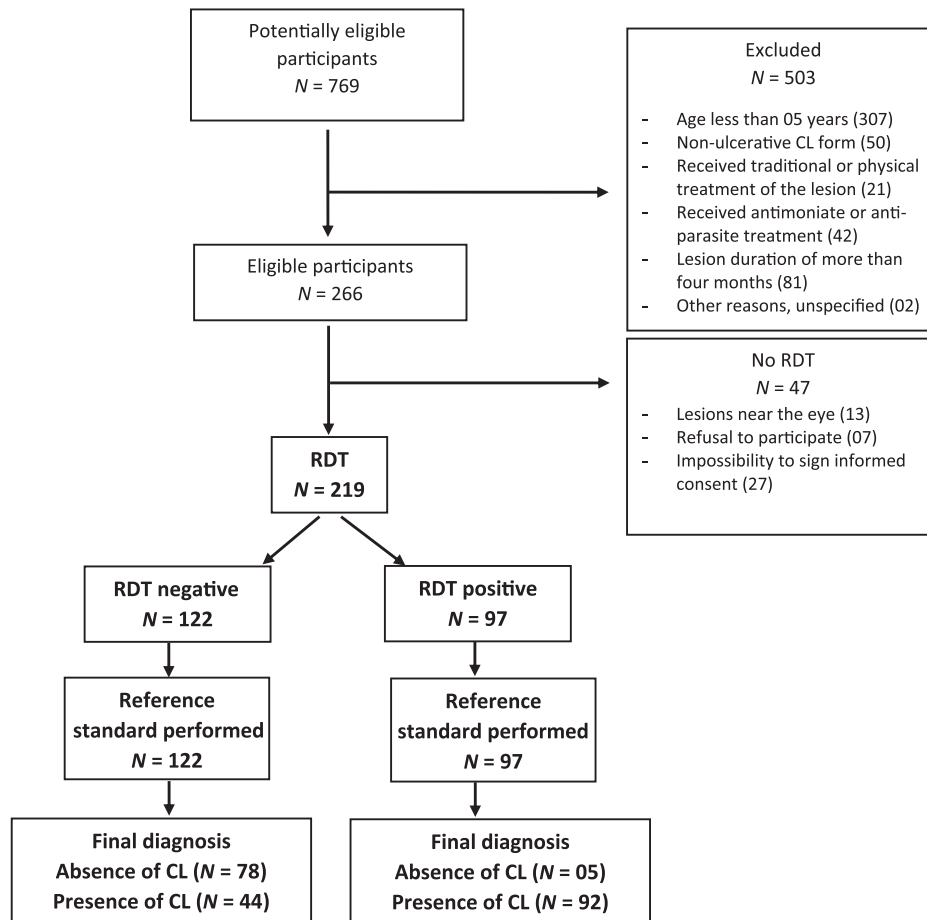 Potentially eligible
participants
N = 769
Excluded
N = 503
- Age less than 05 years (307)
- Non-ulcerative CL form (50)
- Received traditional or physical
treatment of the lesion (21)
- Received antimoniate or anti-
parasite treatment (42)
- Lesion duration of more than
four months (81)
- Other reasons, unspecified (02)
Eligible participants
N = 266
No RDT
N = 47
- Lesions near the eye (13)
- Refusal to participate (07)
- Impossibility to sign informed
consent (27)
RDT
N = 219
RDT negative
N = 122
RDT positive
N = 97
Reference
standard performed
N = 122
Reference
standard performed
N = 97
Final diagnosis
Absence of CL (N = 78)
Presence of CL (N = 44)
Final diagnosis
Absence of CL (N = 05)
Presence of CL (N = 92)